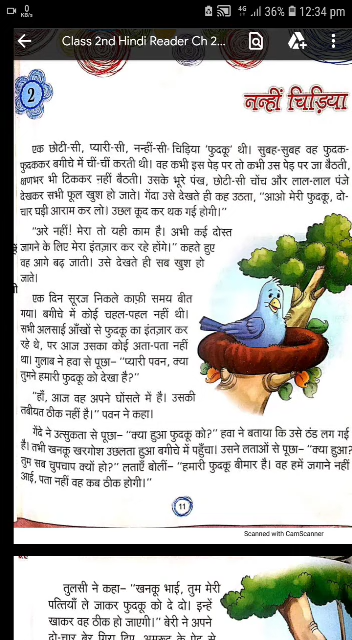 0 KB/s 4G 36% 12:34 pm
Class 2nd Hindi Reader Ch 2...
2
नन्हीं चिड़िया
एक छोटी-सी, प्यारी-सी, नन्हीं-सी चिड़िया 'फुदकू' थी। सुबह-सुबह वह फुदक-
फुदककर बगीचे में चीं-चीं करती थी। वह कभी इस पेड़ पर तो कभी उस पेड़ पर जा बैठती,
क्षणभर भी टिककर नहीं बैठती। उसके भूरे पंख, छोटी-सी चोंच और लाल-लाल पंजे
देखकर सभी फूल खुश हो जाते। गेंदा उसे देखते ही कह उठता, "आओ मेरी फुदकू, दो-
चार घड़ी आराम कर लो। उछल कूद कर थक गई होगी।"
"अरे नहीं! मेरा तो यही काम है। अभी कई दोस्त
जागने के लिए मेरा इंतज़ार कर रहे होंगे।" कहते हुए
वह आगे बढ़ जाती। उसे देखते ही सब खुश हो
जाते।
एक दिन सूरज निकले काफ़ी समय बीत
गया। बगीचे में कोई चहल-पहल नहीं थी।
सभी अलसाई आँखों से फुदकू का इंतज़ार कर
रहे थे, पर आज उसका कोई अता-पता नहीं
था। गुलाब ने हवा से पूछा– "प्यारी पवन, क्या
तुमने हमारी फुदकू को देखा है?"
"हाँ, आज वह अपने घोंसले में है। उसकी
तबीयत ठीक नहीं है।" पवन ने कहा।
गेंदे ने उत्सुकता से पूछा– "क्या हुआ फुदकू को?" हवा ने बताया कि उसे ठंड लग गई
है। तभी खनकू खरगोश उछलता हुआ बगीचे में पहुँचा। उसने लताओं से पूछा– "क्या हुआ?
तुम सब चुपचाप क्यों हो?" लताएँ बोलीं– "हमारी फुदकू बीमार है। वह हमें जगाने नहीं
आई, पता नहीं वह कब ठीक होगी।"
11
Scanned with CamScanner
तुलसी ने कहा– "खनकू भाई, तुम मेरी
पत्तियाँ ले जाकर फुदकू को दे दो। इन्हें
खाकर वह ठीक हो जाएगी।" बेरी ने अपने
दो-चार बेर गिरा दिए, अमरूद के पेड़ से